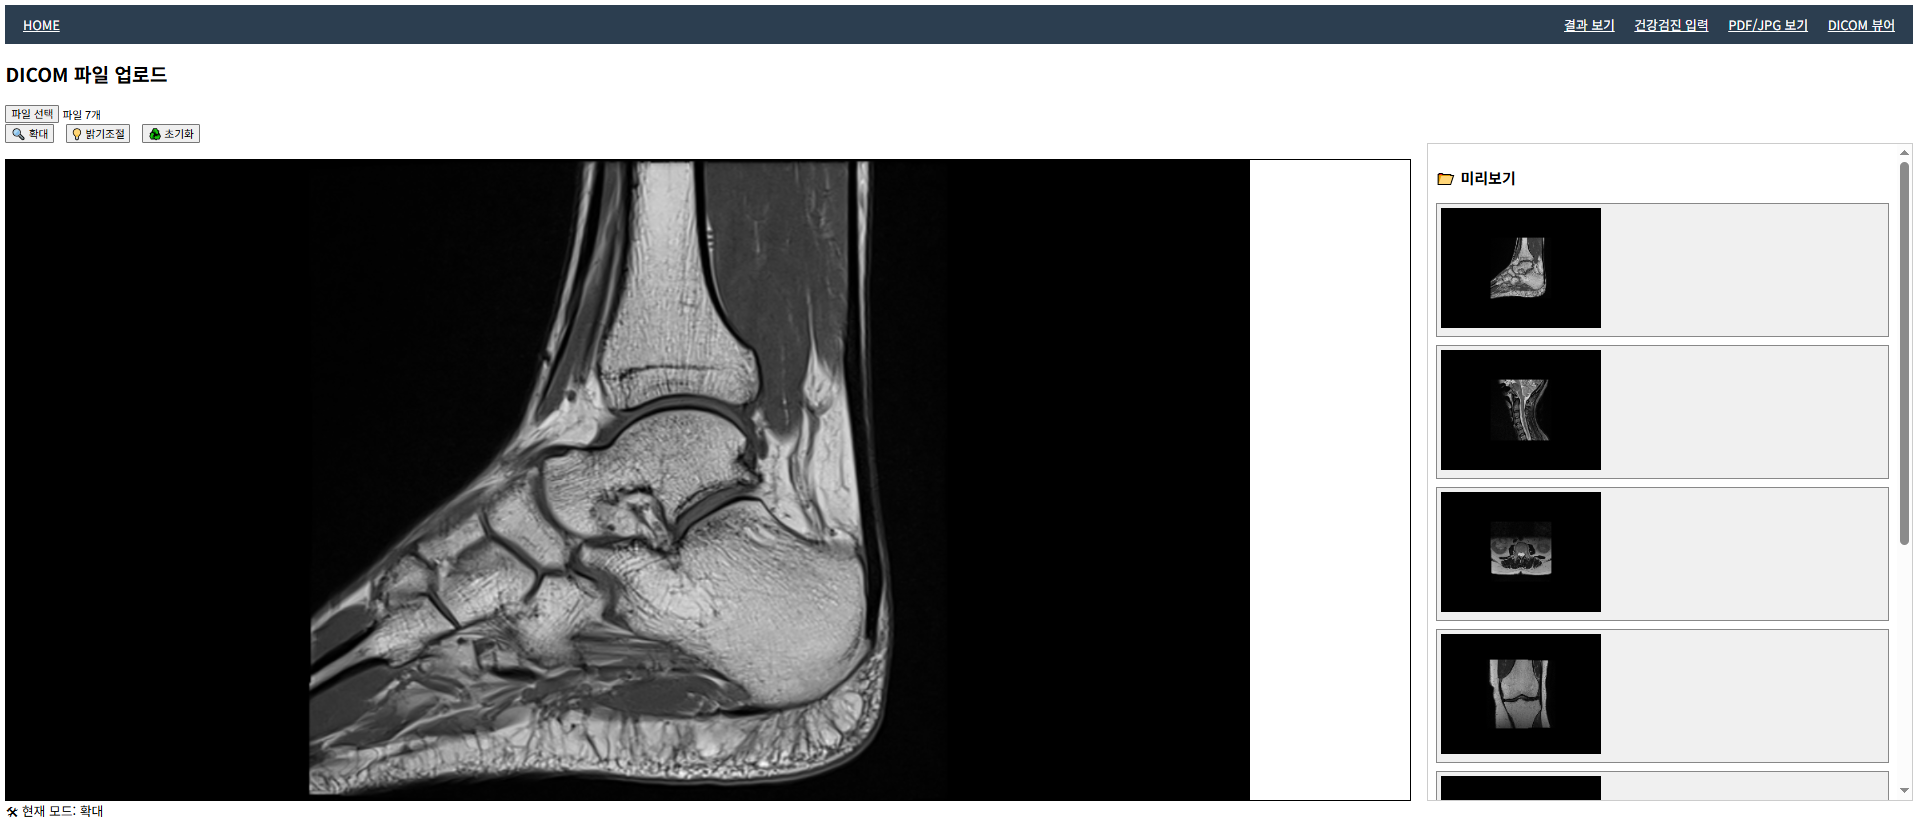 HOME 결과 보기 건강검진 입력 PDF/JPG 보기 DICOM 뷰어
DICOM 파일 업로드
파일 선택 파일 7개
🔍 확대 💡 밝기조절 ♻ 초기화
📁 미리보기
🛠 현재 모드: 확대